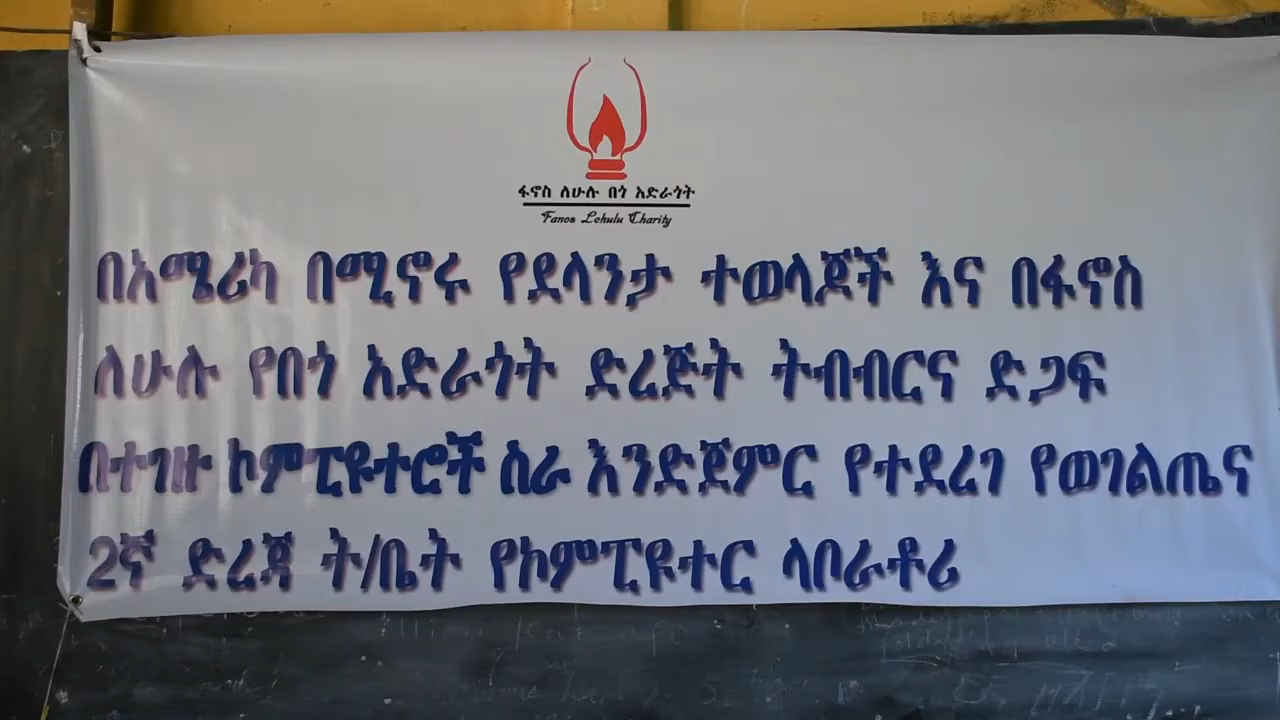 ፋኖስ ለሁሉ በጎ አድራጎት
Fanos Lehulu Charity
በአሜሪካ በሚኖሩ የደላንታ ተወላጆች እና በፋኖስ
ለሁሉ የበጎ አድራጎት ድረጅት ትብብርና ድጋፍ
በተገዙ ኮምፒዩተሮች ስራ እንድጀምር የተደረገ የወገልጤና
2ኛ ድረጃ ት/ቤት የኮምፒዩተር ላቦራቶሪ